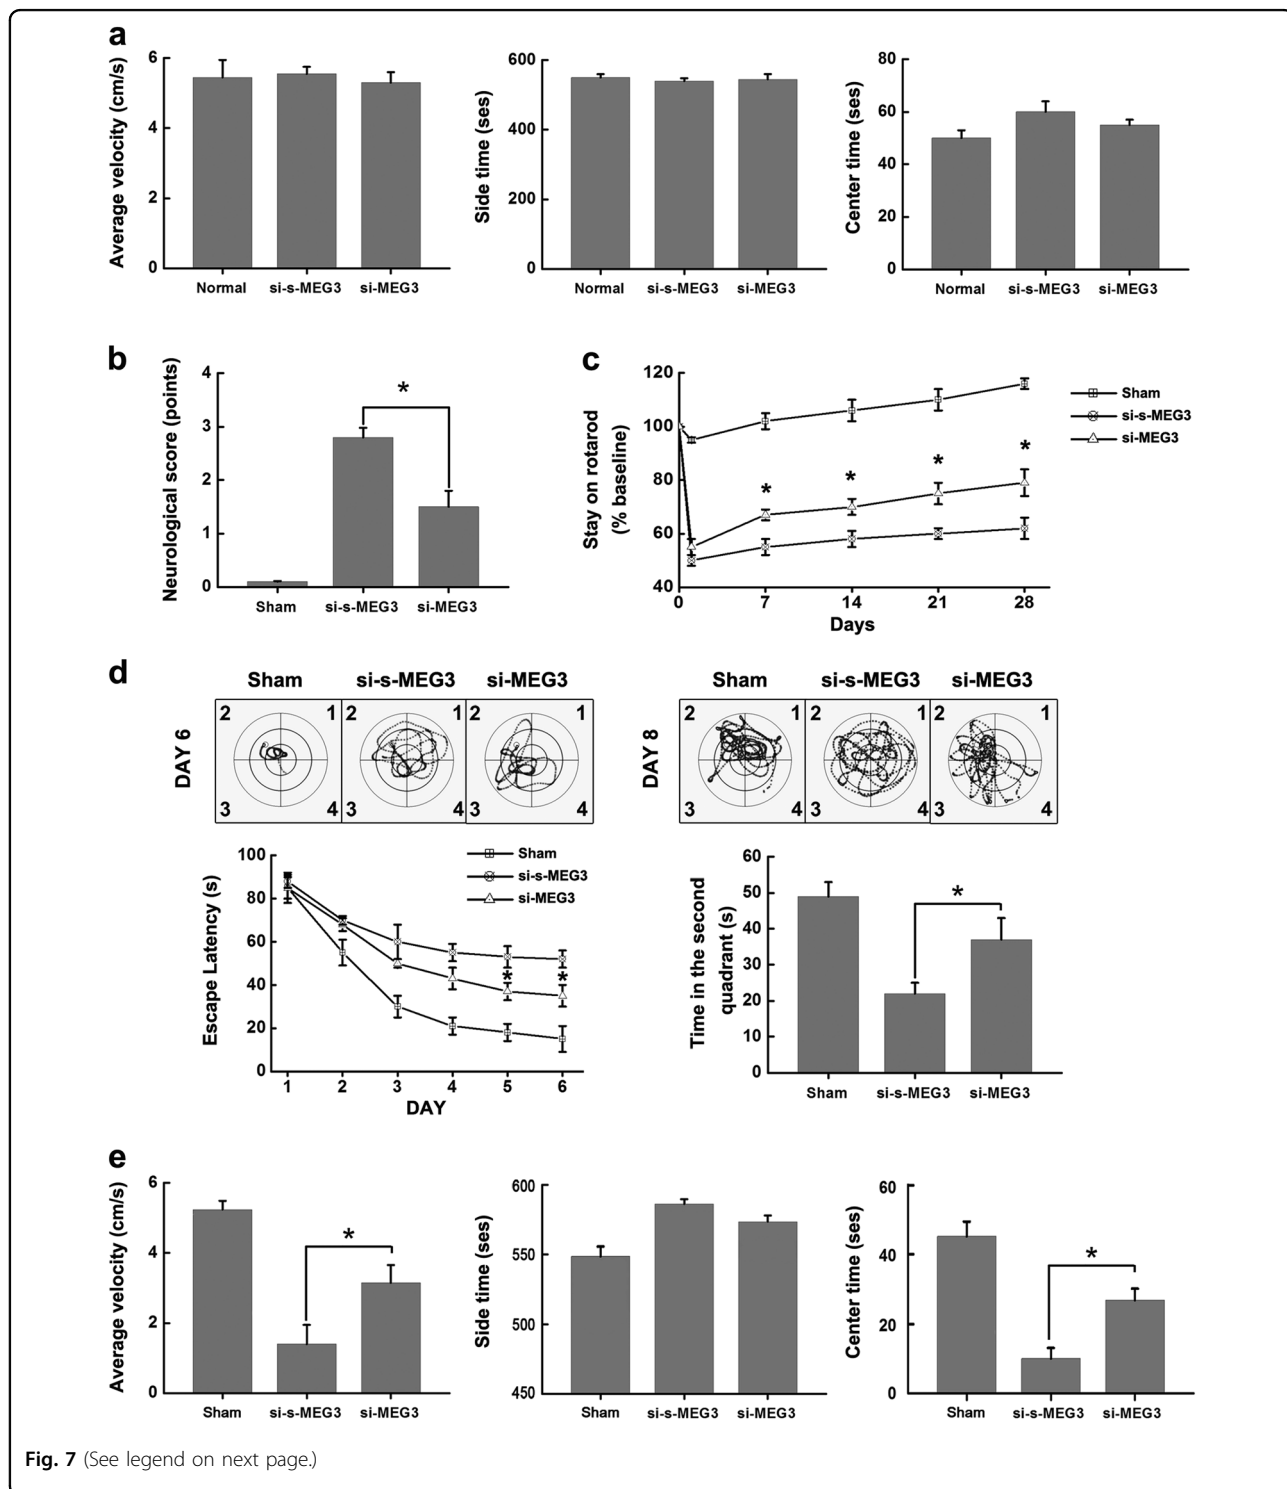 a
6
4
2
0
Average velocity (cm/s)
Normal si-s-MEG3 si-MEG3
600
400
200
0
Side time (ses)
Normal si-s-MEG3 si-MEG3
80
60
40
20
0
Center time (ses)
Normal si-s-MEG3 si-MEG3
b
4
3
2
1
0
Neurological score (points)
*
Sham si-s-MEG3 si-MEG3
c
120
100
80
60
40
Stay on rotarod
(% baseline)
* * * *
0 7 14 21 28
Days
Sham
si-s-MEG3
si-MEG3
d
Sham si-s-MEG3 si-MEG3
DAY 6
2 2 1 2 1
3 4 3 4 3 4
Sham si-s-MEG3 si-MEG3
DAY 8
2 1 2 1 2 1
3 4 3 4 3 4
100
80
60
40
20
0
Escape Latency (s)
* *
1 2 3 4 5 6
DAY
Sham
si-s-MEG3
si-MEG3
60
50
40
30
20
10
0
Time in the second
quadrant (s)
*
Sham si-s-MEG3 si-MEG3
e
6
4
2
0
Average velocity (cm/s)
*
Sham si-s-MEG3 si-MEG3
600
550
500
450
Side time (ses)
Sham si-s-MEG3 si-MEG3
60
40
20
0
Center time (ses)
*
Sham si-s-MEG3 si-MEG3
Fig. 7 (See legend on next page.)